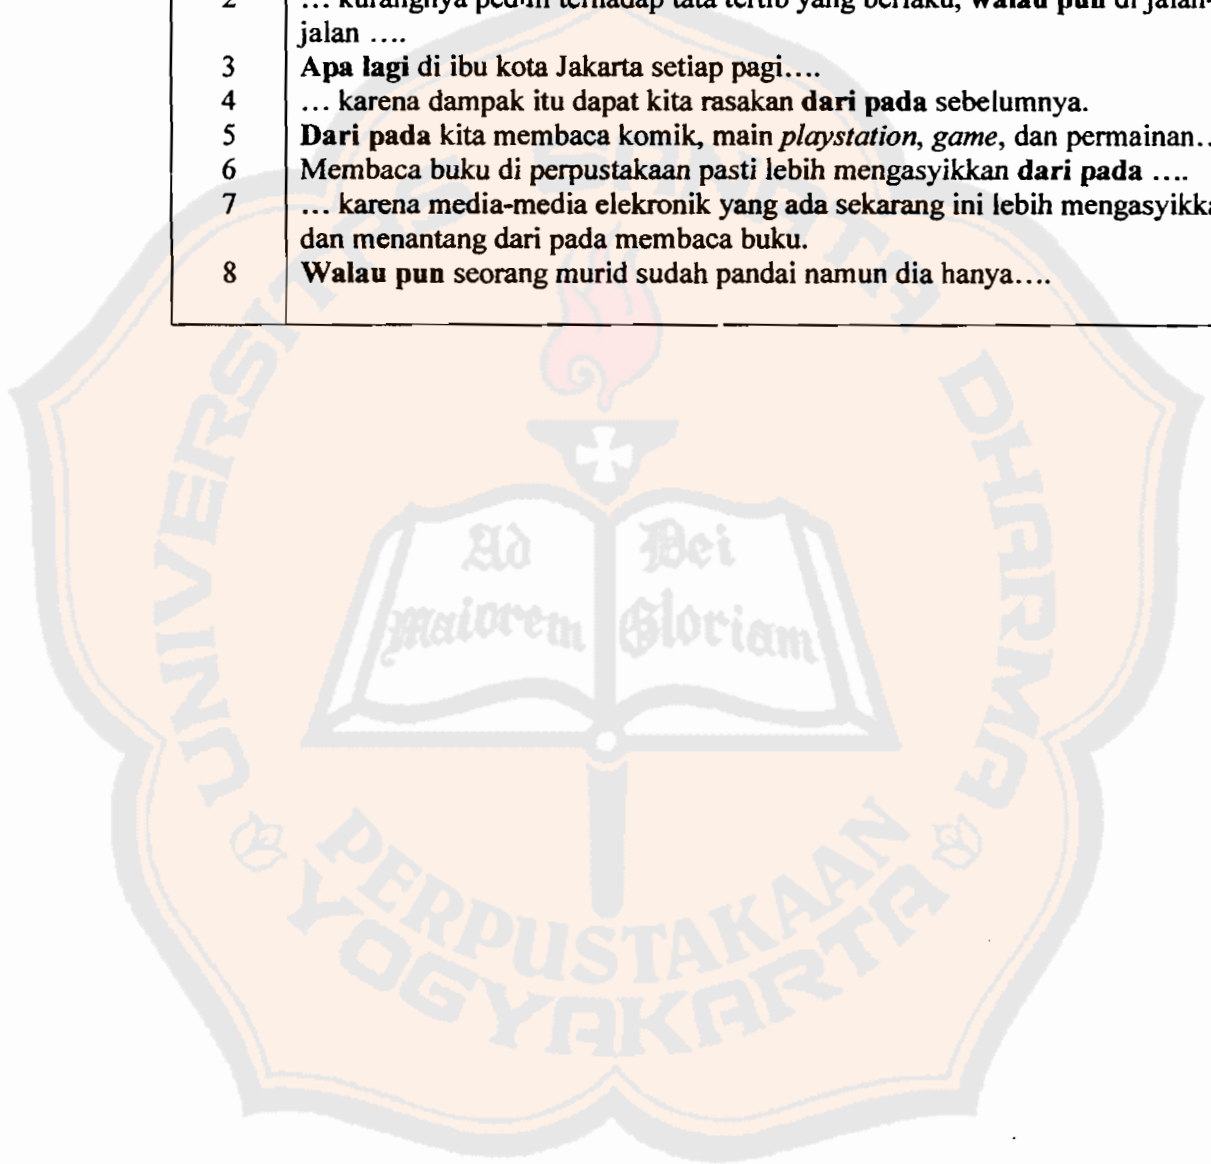 2 … kurangnya peduli terhadap tata tertib yang berlaku, walau pun di jalan-
jalan ….
3 Apa lagi di ibu kota Jakarta setiap pagi….
4 … karena dampak itu dapat kita rasakan dari pada sebelumnya.
5 Dari pada kita membaca komik, main playstation, game, dan permainan…
6 Membaca buku di perpustakaan pasti lebih mengasyikkan dari pada ….
7 … karena media-media elekronik yang ada sekarang ini lebih mengasyikka
dan menantang dari pada membaca buku.
8 Walau pun seorang murid sudah pandai namun dia hanya….
UNIVERSITAS SANATA DHARMA
Ad Dei
Maiorem Gloriam
PERPUSTAKAAN
YOGYAKARTA